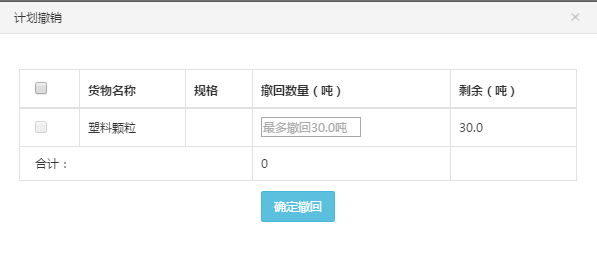 计划撤销 ×
货物名称 规格 撤回数量（吨） 剩余（吨）
塑料颗粒 最多撤回30.0吨 30.0
合计： 0
确定撤回